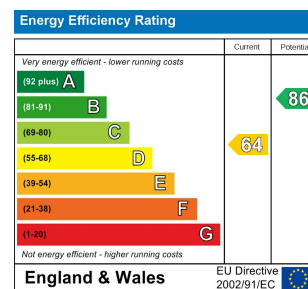 Energy Efficiency Rating
Current Potentia
Very energy efficient - lower running costs
(92 plus) A
(81-91) B
86
(69-80) C
64
(55-68) D
(39-54) E
(21-38) F
(1-20) G
Not energy efficient - higher running costs
England & Wales
EU Directive
2002/91/EC